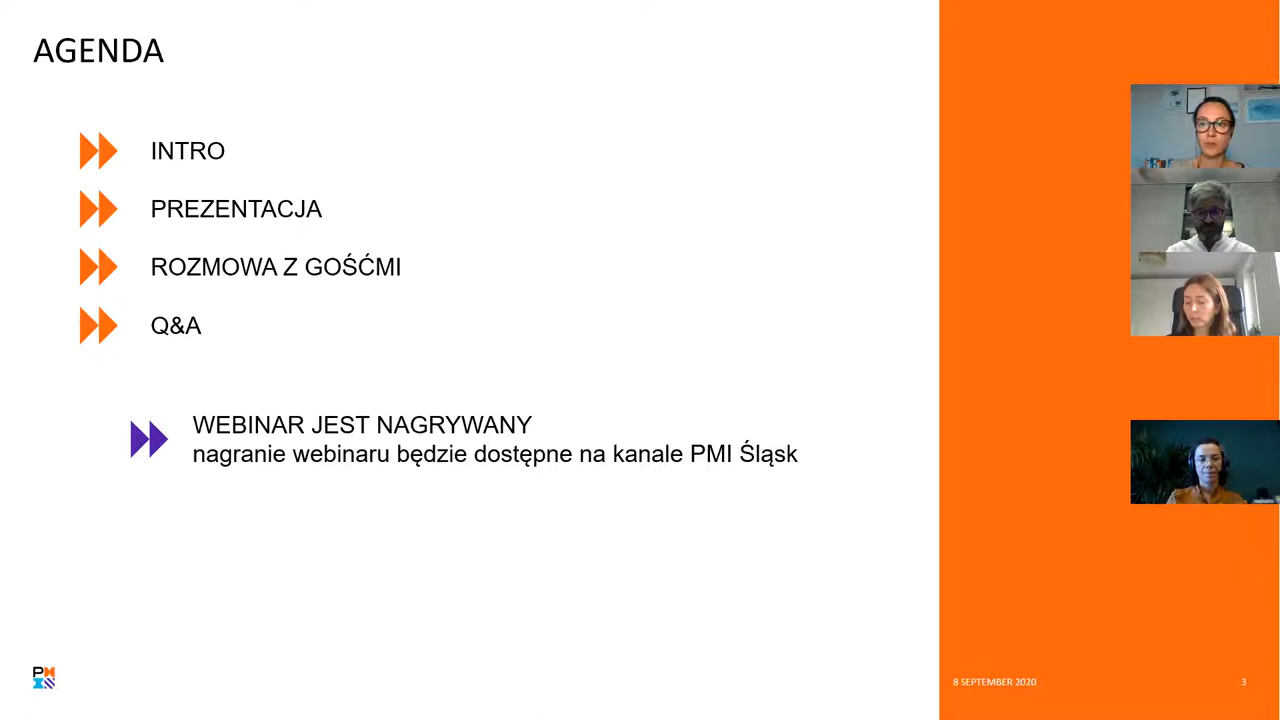 AGENDA
INTRO
PREZENTACJA
ROZMOWA Z GOŚĆMI
Q&A
WEBINAR JEST NAGRYWANY
nagranie webinaru będzie dostępne na kanale PMI Śląsk
PM
8 SEPTEMBER 2020
3